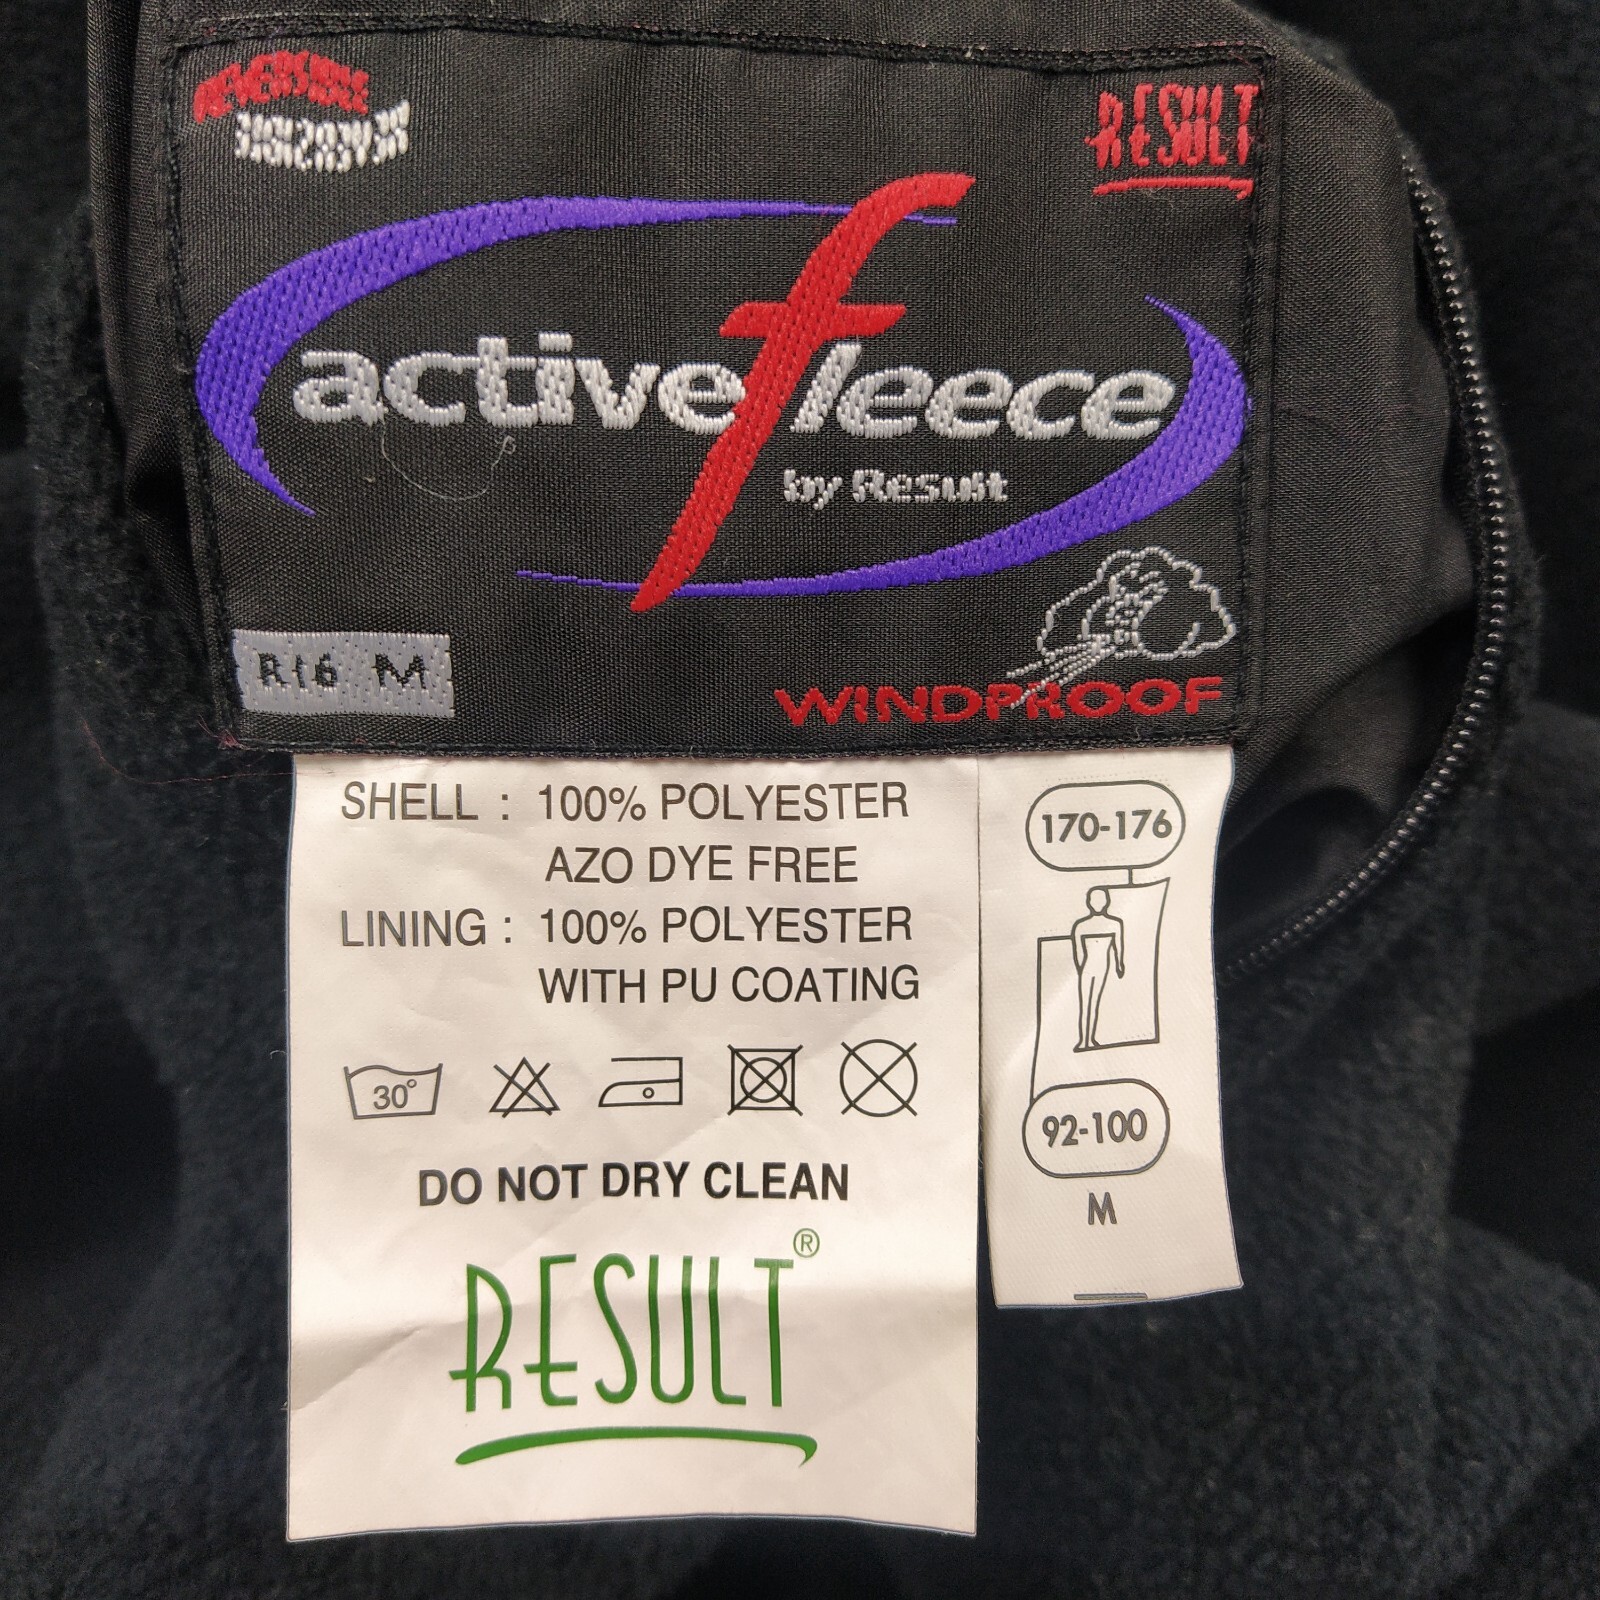 REVERSIBLE
REVERSIBLE
RESULT
activefleece
by Result
R16 M
WINDPROOF
SHELL : 100% POLYESTER
AZO DYE FREE
LINING : 100% POLYESTER
WITH PU COATING
30°
DO NOT DRY CLEAN
RESULT®
170-176
92-100
M